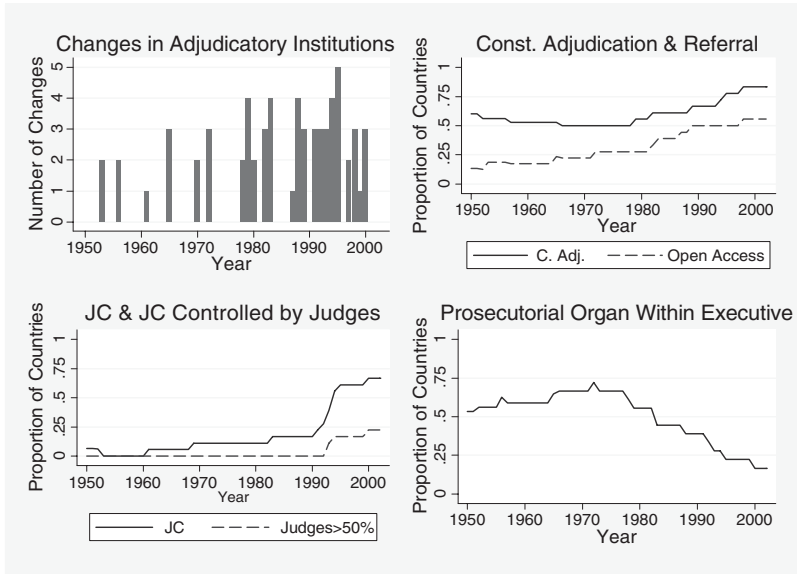 Changes in Adjudicatory Institutions
Number of Changes
5
4
3
2
1
0
1950 1960 1970 1980 1990 2000
Year
Const. Adjudication & Referral
Proportion of Countries
1
.75
.5
.25
0
1950 1960 1970 1980 1990 2000
Year
C. Adj. Open Access
JC & JC Controlled by Judges
Proportion of Countries
1
.75
.5
.25
0
1950 1960 1970 1980 1990 2000
Year
JC Judges>50%
Prosecutorial Organ Within Executive
Proportion of Countries
1
.75
.5
.25
0
1950 1960 1970 1980 1990 2000
Year